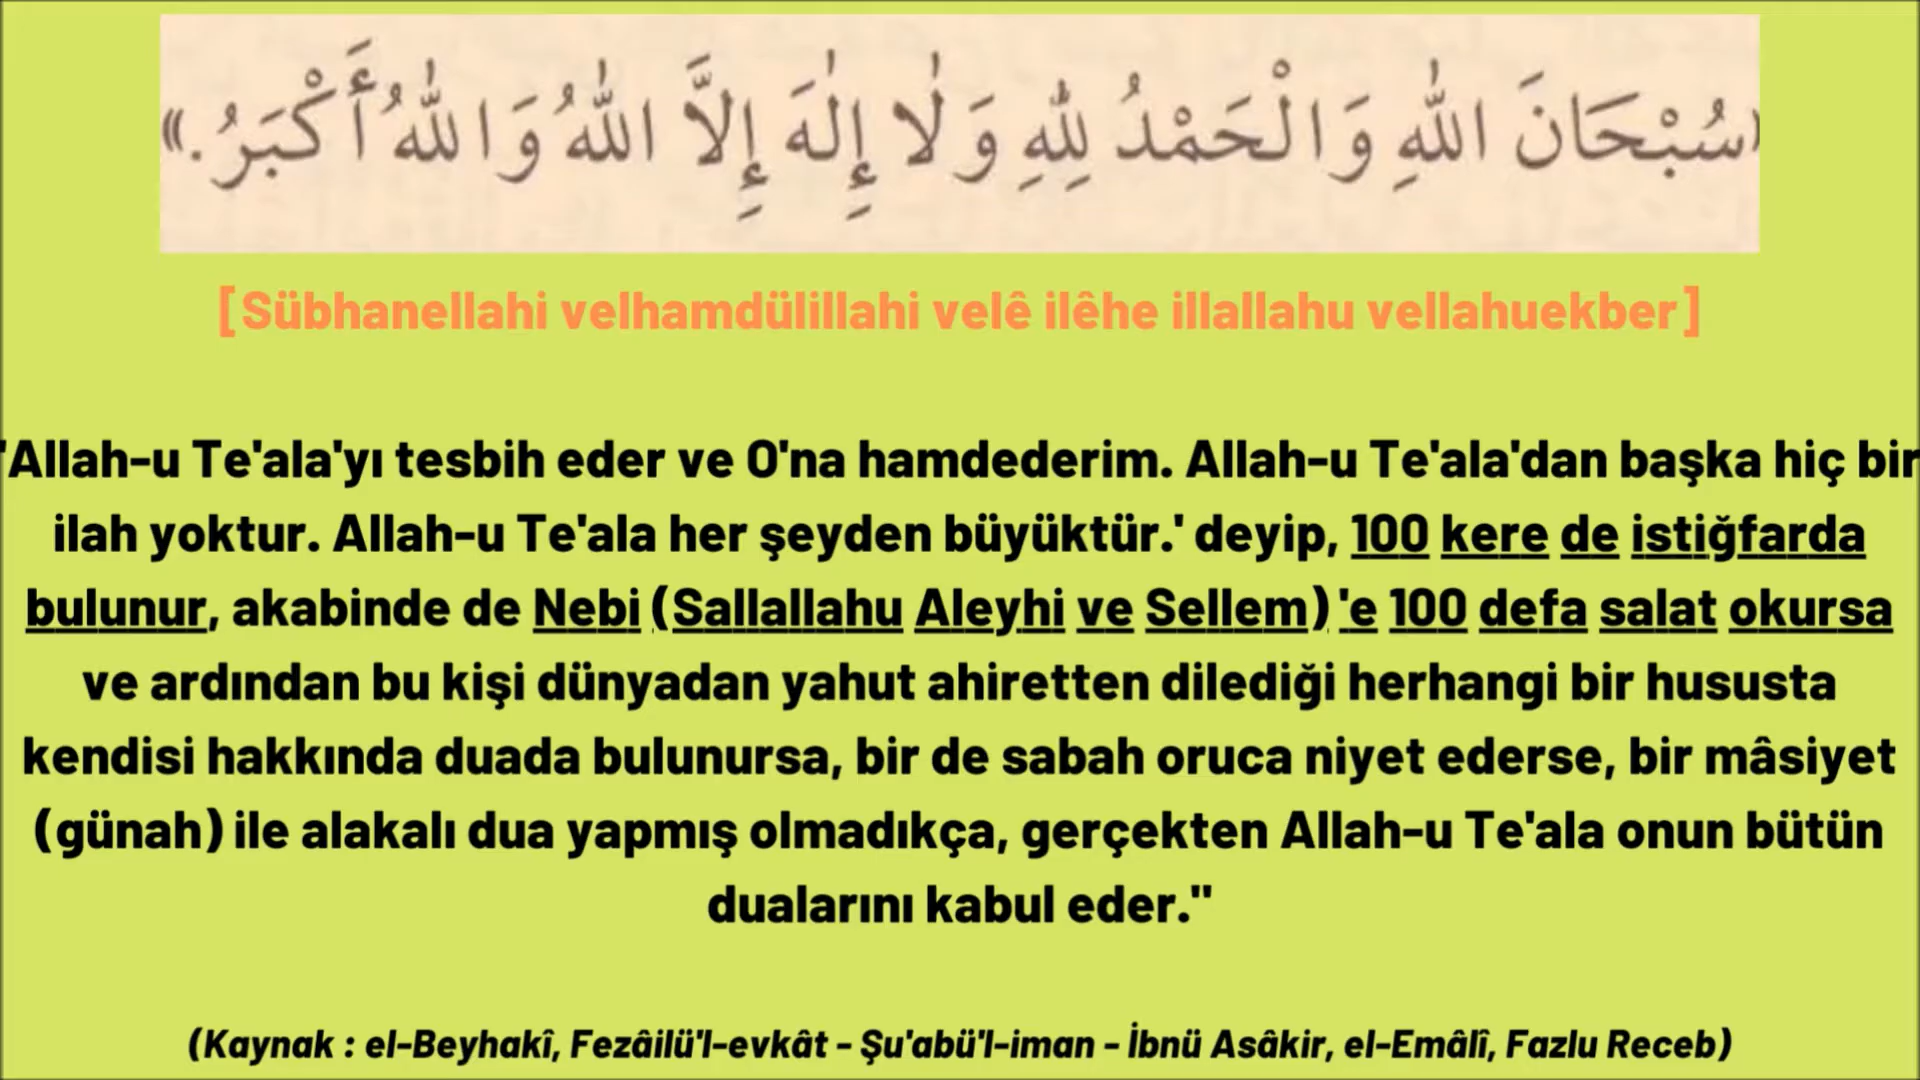 سُبْحَانَ اللّٰهِ وَالْحَمْدُ لِلّٰهِ وَلَا إِلٰهَ إِلَّا اللّٰهُ وَاللّٰهُ أَكْبَرُ.»
[Sübhanellahi velhamdülillahi velê ilêhe illallahu vellahuekber]
'Allah-u Te'ala'yı tesbih eder ve O'na hamdederim. Allah-u Te'ala'dan başka hiç bir
ilah yoktur. Allah-u Te'ala her şeyden büyüktür.' deyip, 100 kere de istiğfarda
bulunur, akabinde de Nebi (Sallallahu Aleyhi ve Sellem) 'e 100 defa salat okursa
ve ardından bu kişi dünyadan yahut ahiretten dilediği herhangi bir hususta
kendisi hakkında duada bulunursa, bir de sabah oruca niyet ederse, bir mâsiyet
(günah) ile alakalı dua yapmış olmadıkça, gerçekten Allah-u Te'ala onun bütün
dualarını kabul eder."
(Kaynak : el-Beyhakî, Fezâilü'l-evkât - Şu'abü'l-iman - İbnü Asâkir, el-Emâlî, Fazlu Receb)